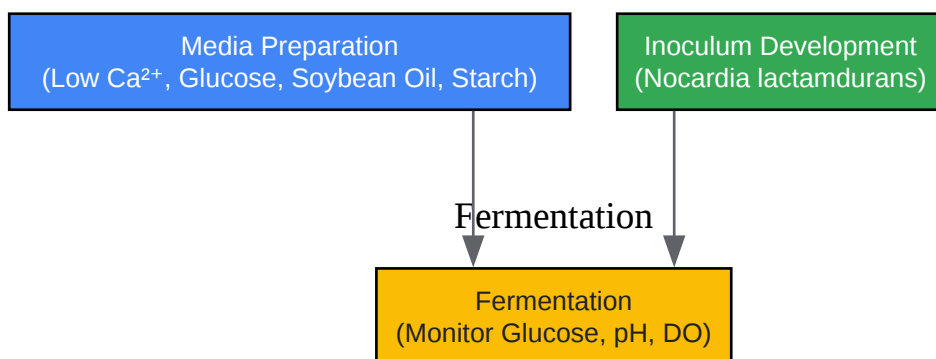 Media Preparation
(Low Ca²⁺, Glucose, Soybean Oil, Starch)
Inoculum Development
(Nocardia lactamdurans)
Fermentation
Fermentation
(Monitor Glucose, pH, DO)